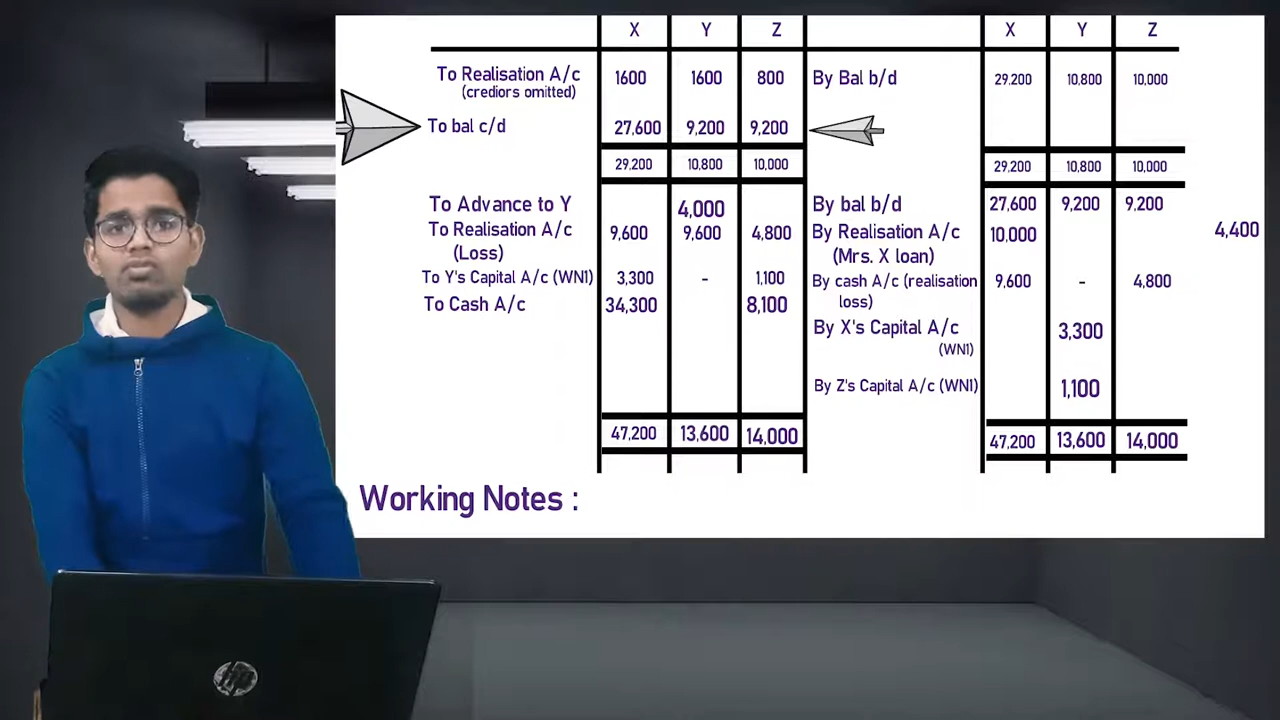 X Y Z X Y Z
To Realisation A/c 1600 1600 800 By Bal b/d 29,200 10,800 10,000
(crediors omitted)
To bal c/d 27,600 9,200 9,200
29,200 10,800 10,000 29,200 10,800 10,000
To Advance to Y 4,000 By bal b/d 27,600 9,200 9,200
To Realisation A/c 9,600 9,600 4,800 By Realisation A/c 10,000 4,400
(Loss) (Mrs. X loan)
To Y's Capital A/c (WN1) 3,300 - 1,100 By cash A/c (realisation 9,600 - 4,800
loss)
To Cash A/c 34,300 8,100
By X's Capital A/c 3,300
(WN1)
By Z's Capital A/c (WN1) 1,100
47,200 13,600 14,000 47,200 13,600 14,000
Working Notes :
hp